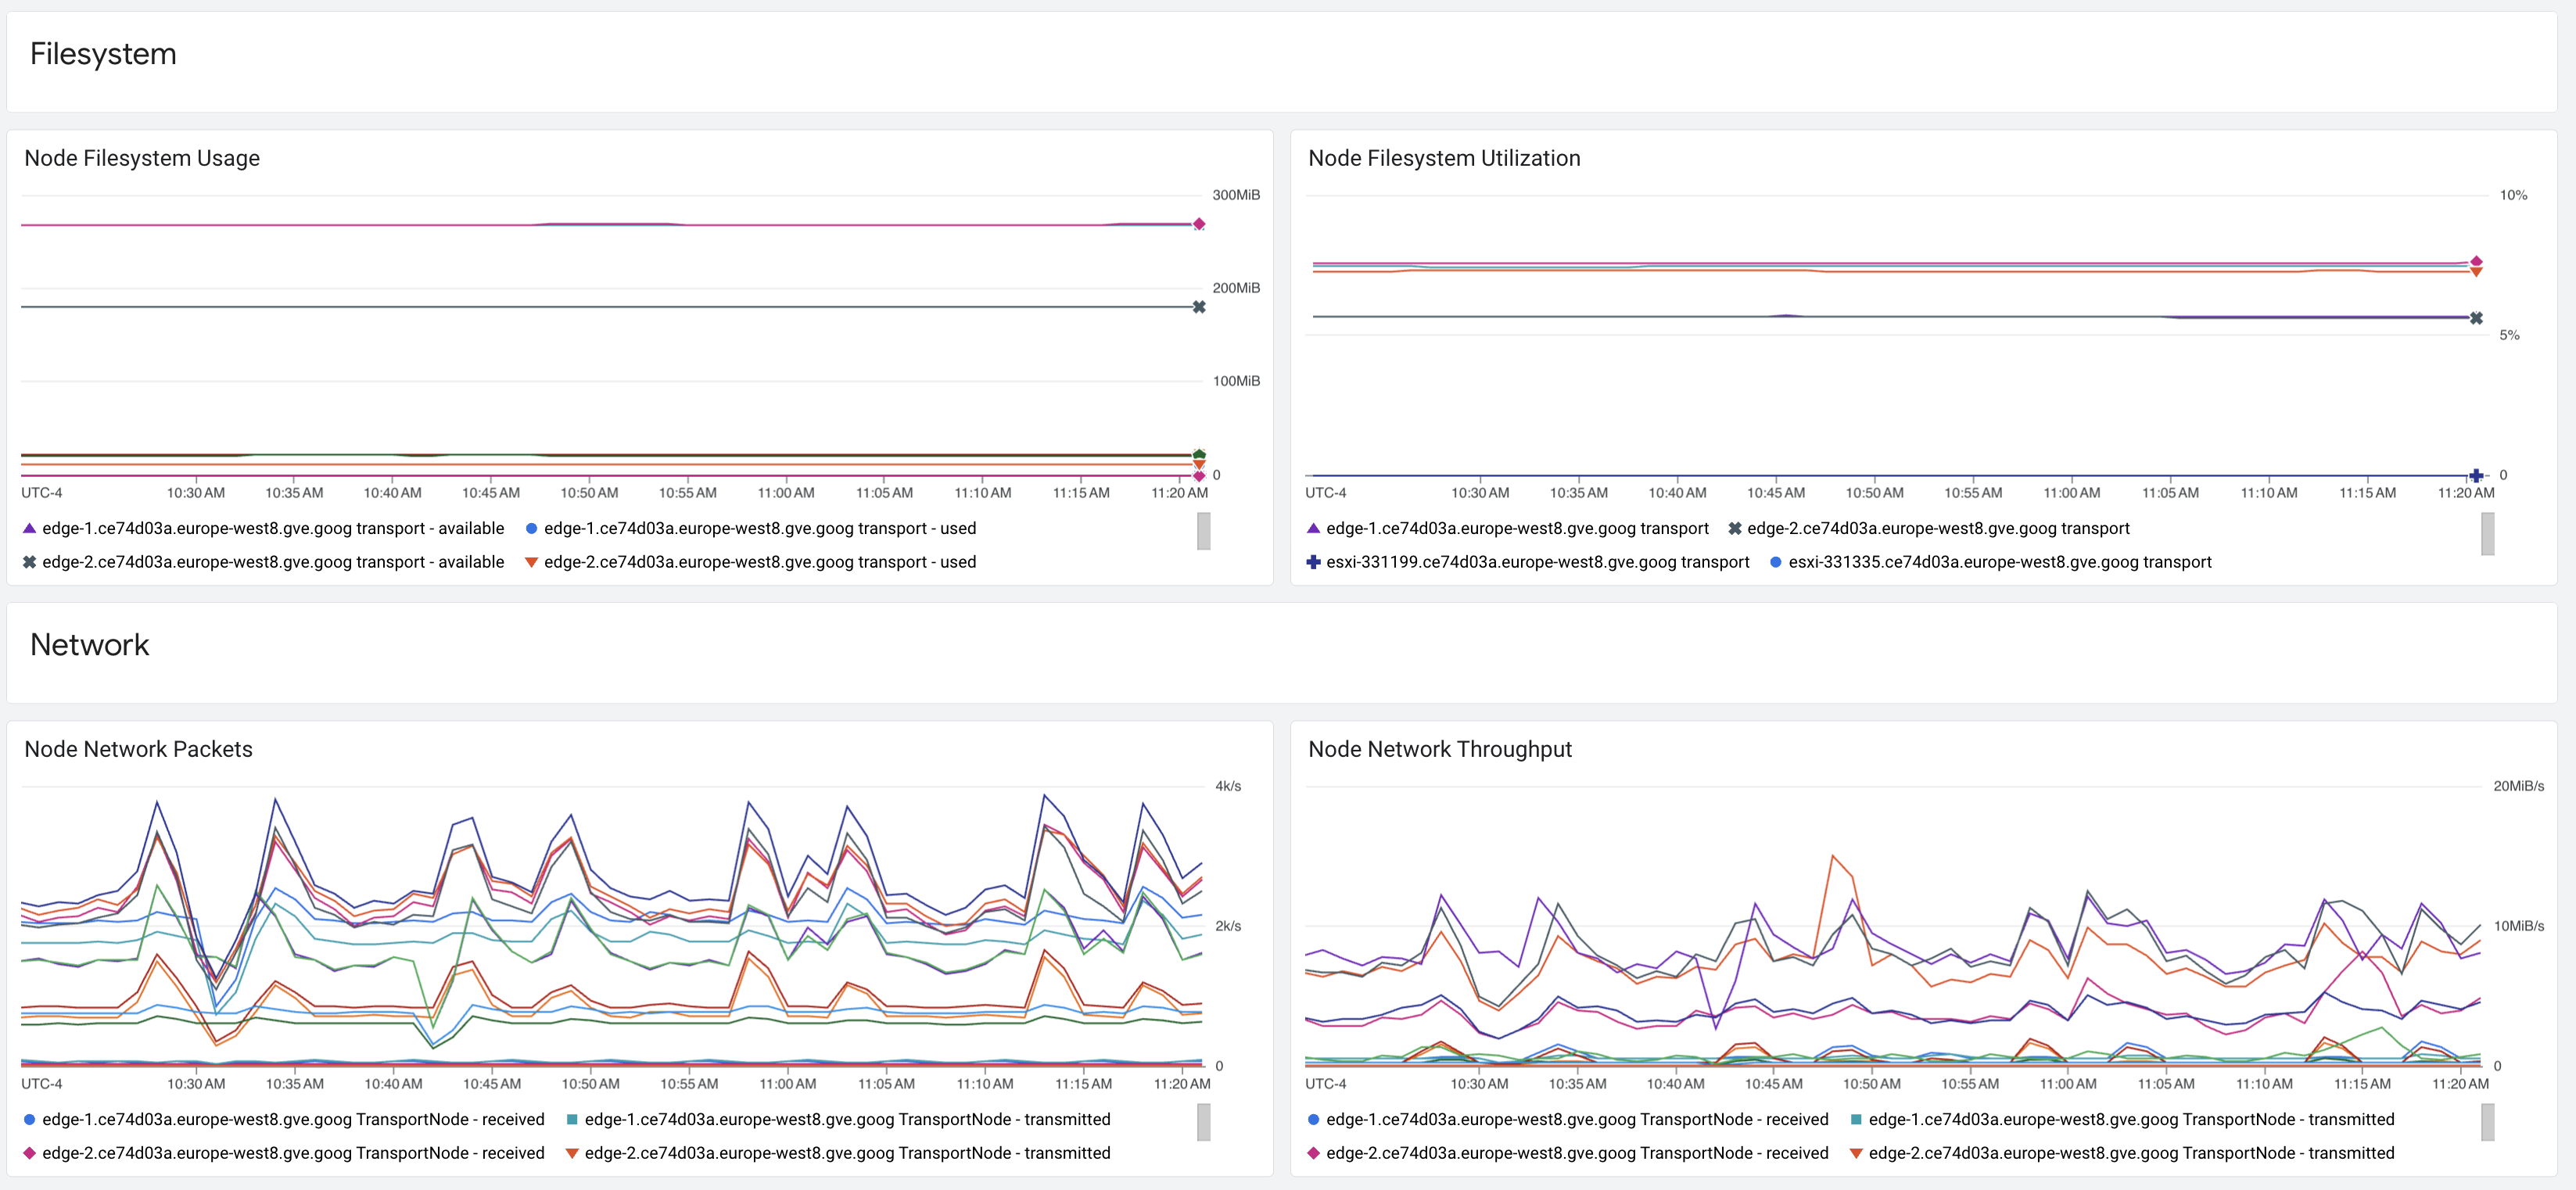 Filesystem
Node Filesystem Usage
300MiB
200MiB
100MiB
0
UTC-4 10:30 AM 10:35 AM 10:40 AM 10:45 AM 10:50 AM 10:55 AM 11:00 AM 11:05 AM 11:10 AM 11:15 AM 11:20 AM
edge-1.ce74d03a.europe-west8.gve.goog transport - available edge-1.ce74d03a.europe-west8.gve.goog transport - used
edge-2.ce74d03a.europe-west8.gve.goog transport - available edge-2.ce74d03a.europe-west8.gve.goog transport - used
Node Filesystem Utilization
10%
5%
0
UTC-4 10:30 AM 10:35 AM 10:40 AM 10:45 AM 10:50 AM 10:55 AM 11:00 AM 11:05 AM 11:10 AM 11:15 AM 11:20 AM
edge-1.ce74d03a.europe-west8.gve.goog transport edge-2.ce74d03a.europe-west8.gve.goog transport
esxi-331199.ce74d03a.europe-west8.gve.goog transport esxi-331335.ce74d03a.europe-west8.gve.goog transport
Network
Node Network Packets
4k/s
2k/s
0
UTC-4 10:30 AM 10:35 AM 10:40 AM 10:45 AM 10:50 AM 10:55 AM 11:00 AM 11:05 AM 11:10 AM 11:15 AM 11:20 AM
edge-1.ce74d03a.europe-west8.gve.goog TransportNode - received edge-1.ce74d03a.europe-west8.gve.goog TransportNode - transmitted
edge-2.ce74d03a.europe-west8.gve.goog TransportNode - received edge-2.ce74d03a.europe-west8.gve.goog TransportNode - transmitted
Node Network Throughput
20MiB/s
10MiB/s
0
UTC-4 10:30 AM 10:35 AM 10:40 AM 10:45 AM 10:50 AM 10:55 AM 11:00 AM 11:05 AM 11:10 AM 11:15 AM 11:20 AM
edge-1.ce74d03a.europe-west8.gve.goog TransportNode - received edge-1.ce74d03a.europe-west8.gve.goog TransportNode - transmitted
edge-2.ce74d03a.europe-west8.gve.goog TransportNode - received edge-2.ce74d03a.europe-west8.gve.goog TransportNode - transmitted